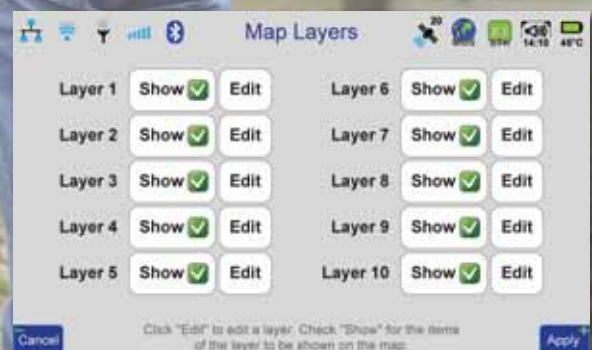 Map Layers
20
14:10
46°C
Layer 1 Show Edit Layer 6 Show Edit
Layer 2 Show Edit Layer 7 Show Edit
Layer 3 Show Edit Layer 8 Show Edit
Layer 4 Show Edit Layer 9 Show Edit
Layer 5 Show Edit Layer 10 Show Edit
Click "Edit" to edit a layer. Check "Show" for the items
of the layer to be shown on the map.
Cancel Apply